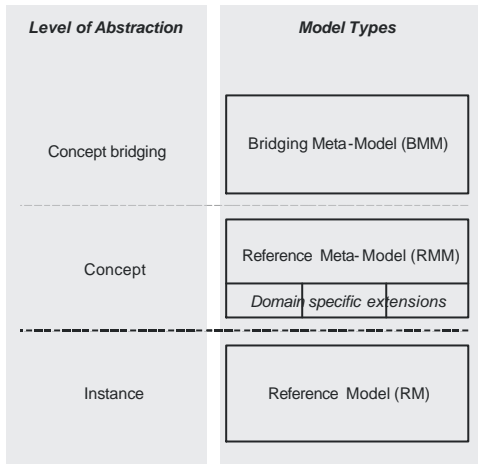 Level of Abstraction
Model Types
Concept bridging
Bridging Meta-Model (BMM)
Concept
Reference Meta-Model (RMM)
Domain specific extensions
Instance
Reference Model (RM)